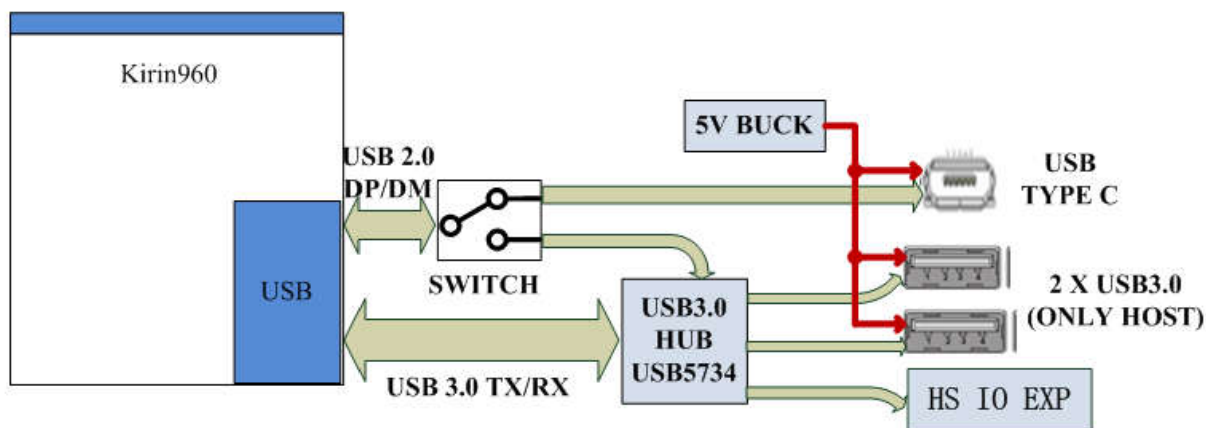 Kirin960
5V BUCK
USB 2.0
DP/DM
USB
TYPE C
SWITCH
USB
USB3.0
HUB
USB5734
2 X USB3.0
(ONLY HOST)
USB 3.0 TX/RX
HS IO EXP